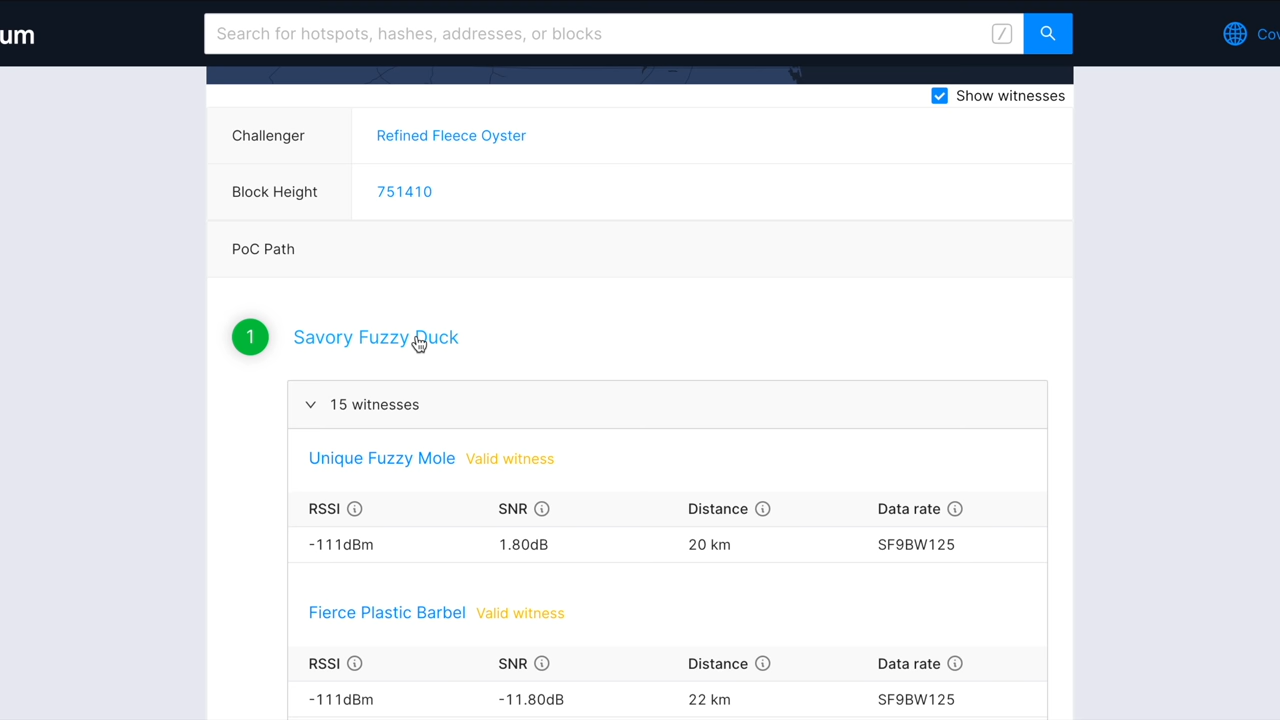 um
Search for hotspots, hashes, addresses, or blocks
/
Cov
Show witnesses
Challenger
Refined Fleece Oyster
Block Height
751410
PoC Path
1
Savory Fuzzy Duck
15 witnesses
Unique Fuzzy Mole Valid witness
RSSI SNR Distance Data rate
-111dBm 1.80dB 20 km SF9BW125
Fierce Plastic Barbel Valid witness
RSSI SNR Distance Data rate
-111dBm -11.80dB 22 km SF9BW125